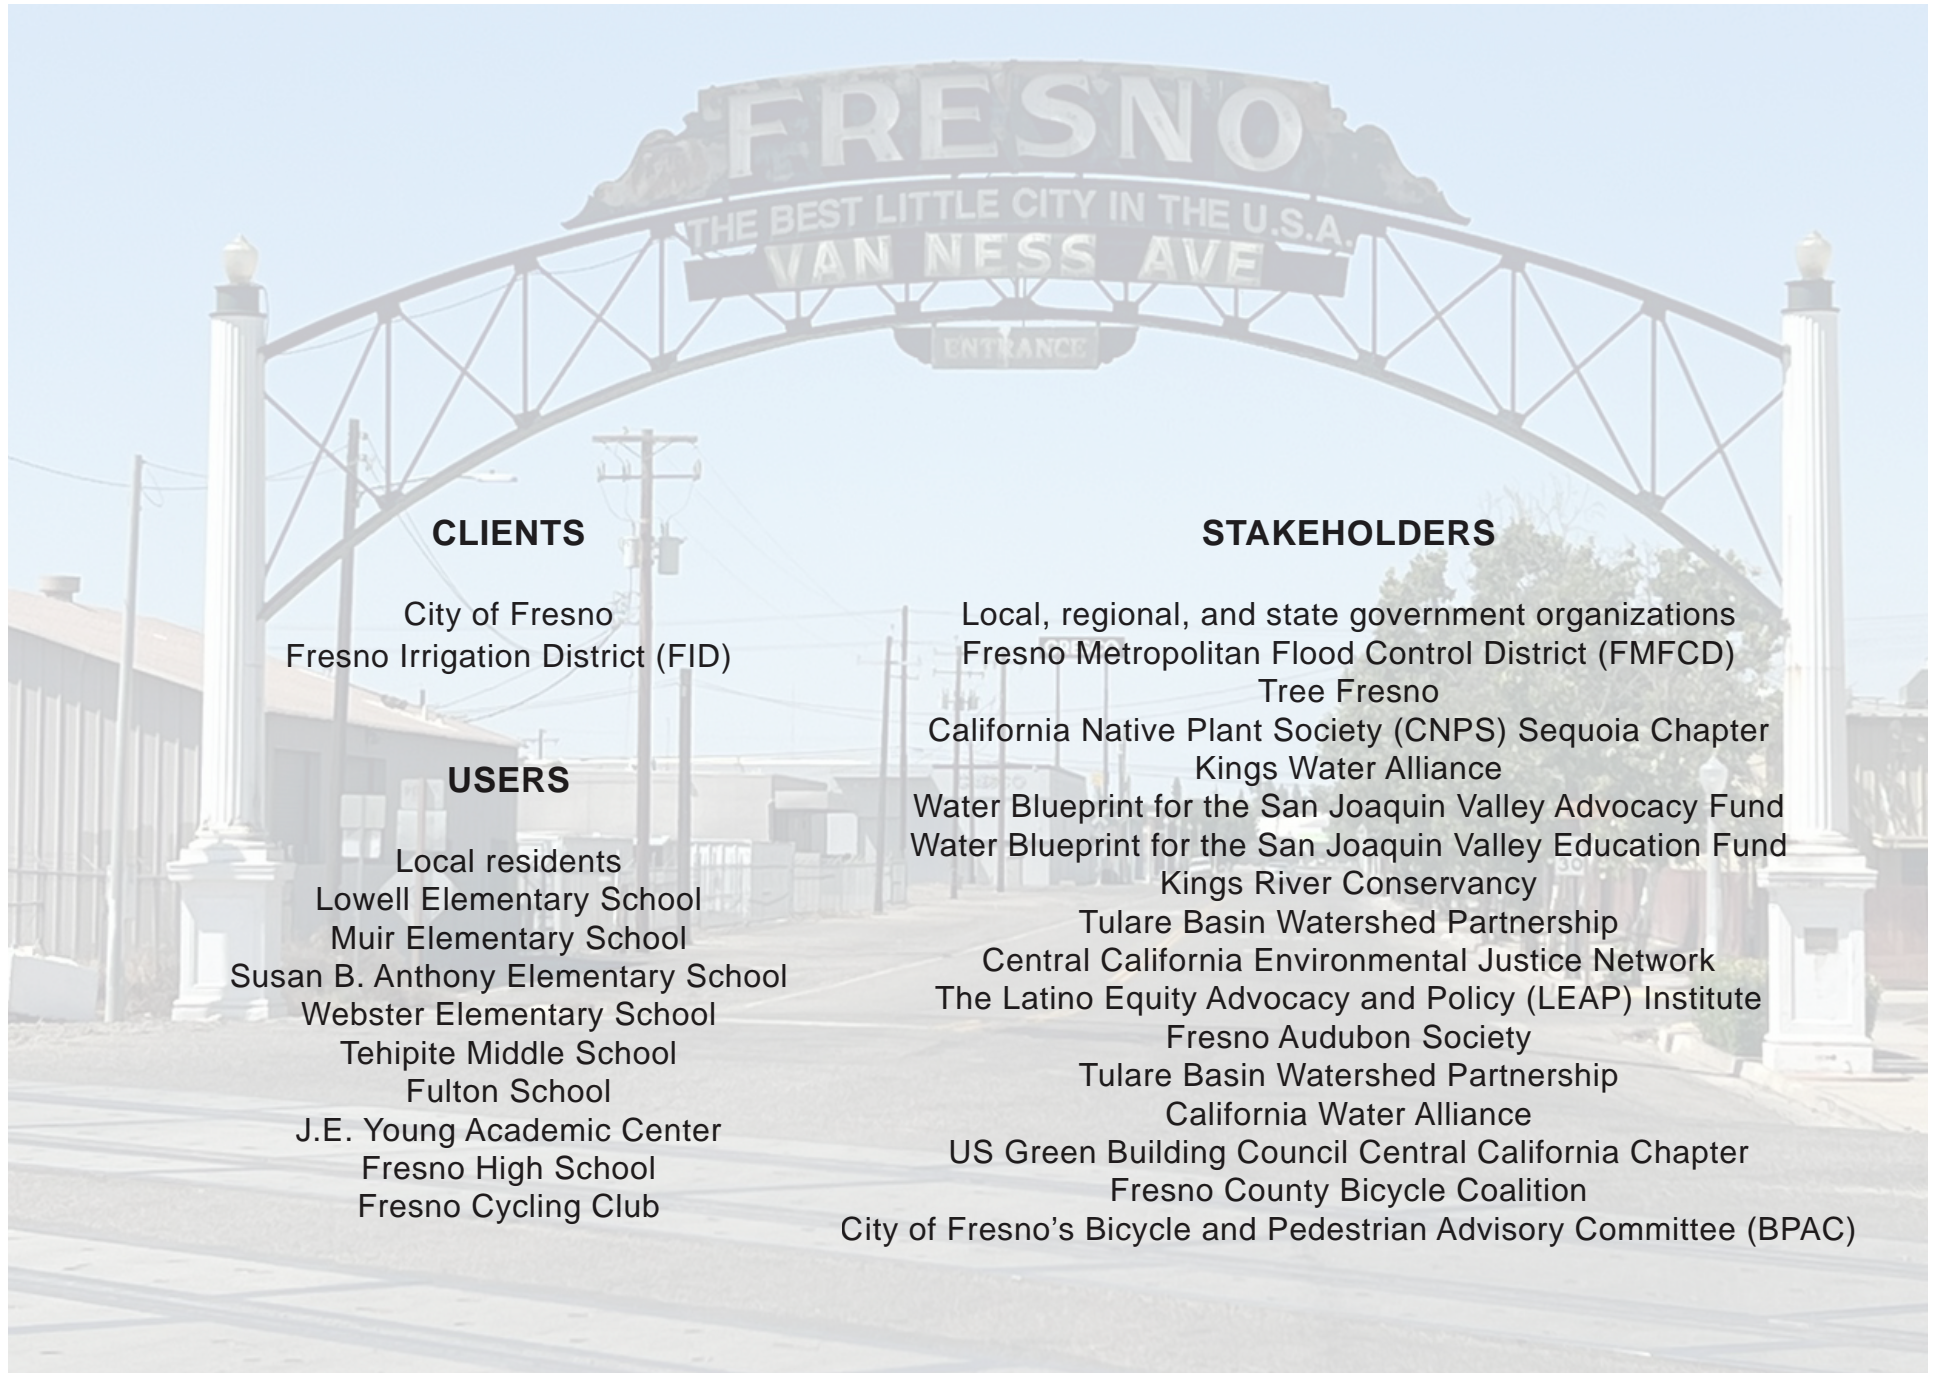 FRESNO
THE BEST LITTLE CITY IN THE U.S.A.
VAN NESS AVE
ENTRANCE
CLIENTS
City of Fresno
Fresno Irrigation District (FID)
USERS
Local residents
Lowell Elementary School
Muir Elementary School
Susan B. Anthony Elementary School
Webster Elementary School
Tehipite Middle School
Fulton School
J.E. Young Academic Center
Fresno High School
Fresno Cycling Club
STAKEHOLDERS
Local, regional, and state government organizations
Fresno Metropolitan Flood Control District (FMFCD)
Tree Fresno
California Native Plant Society (CNPS) Sequoia Chapter
Kings Water Alliance
Water Blueprint for the San Joaquin Valley Advocacy Fund
Water Blueprint for the San Joaquin Valley Education Fund
Kings River Conservancy
Tulare Basin Watershed Partnership
Central California Environmental Justice Network
The Latino Equity Advocacy and Policy (LEAP) Institute
Fresno Audubon Society
Tulare Basin Watershed Partnership
California Water Alliance
US Green Building Council Central California Chapter
Fresno County Bicycle Coalition
City of Fresno’s Bicycle and Pedestrian Advisory Committee (BPAC)
30